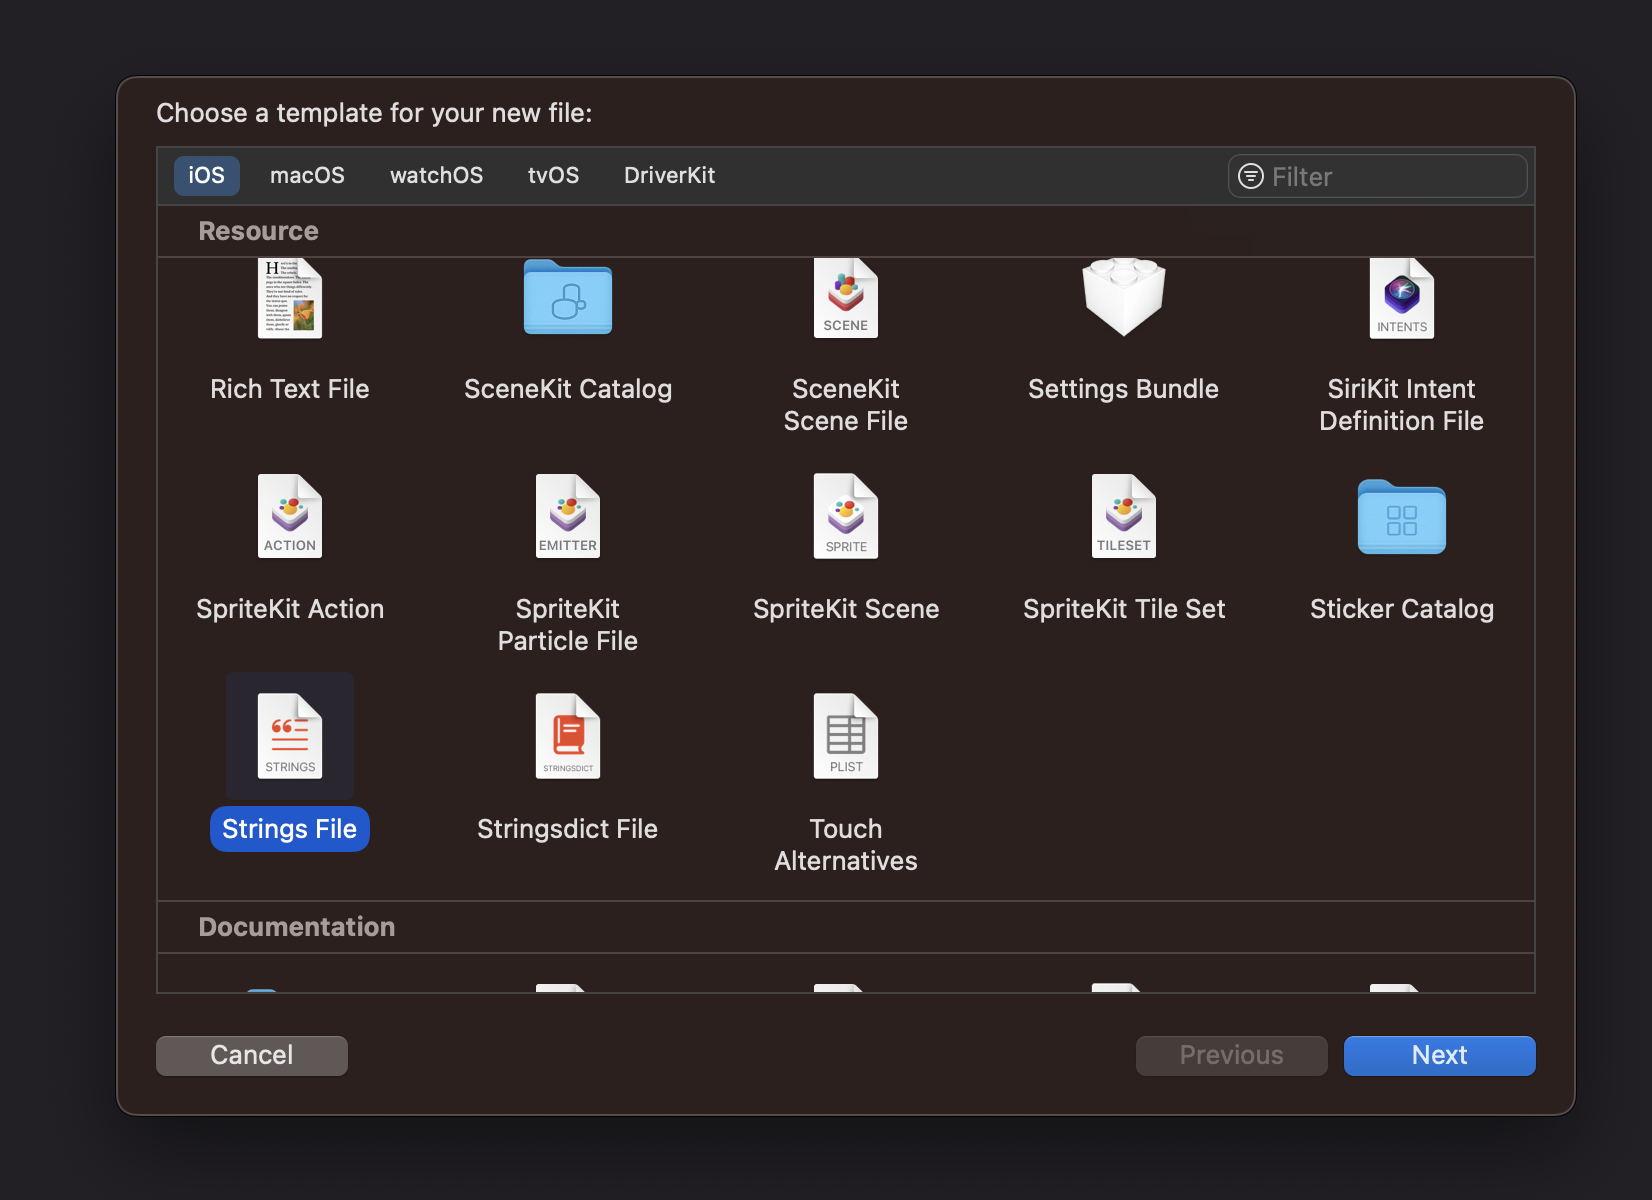 Choose a template for your new file:
iOS macOS watchOS tvOS DriverKit Filter
Resource
SCENE INTENTS
Rich Text File SceneKit Catalog SceneKit Settings Bundle SiriKit Intent
Scene File Definition File
ACTION EMITTER SPRITE TILESET
SpriteKit Action SpriteKit SpriteKit Scene SpriteKit Tile Set Sticker Catalog
Particle File
STRINGS STRINGSDICT PLIST
Strings File Stringsdict File Touch
Alternatives
Documentation
Cancel Previous Next